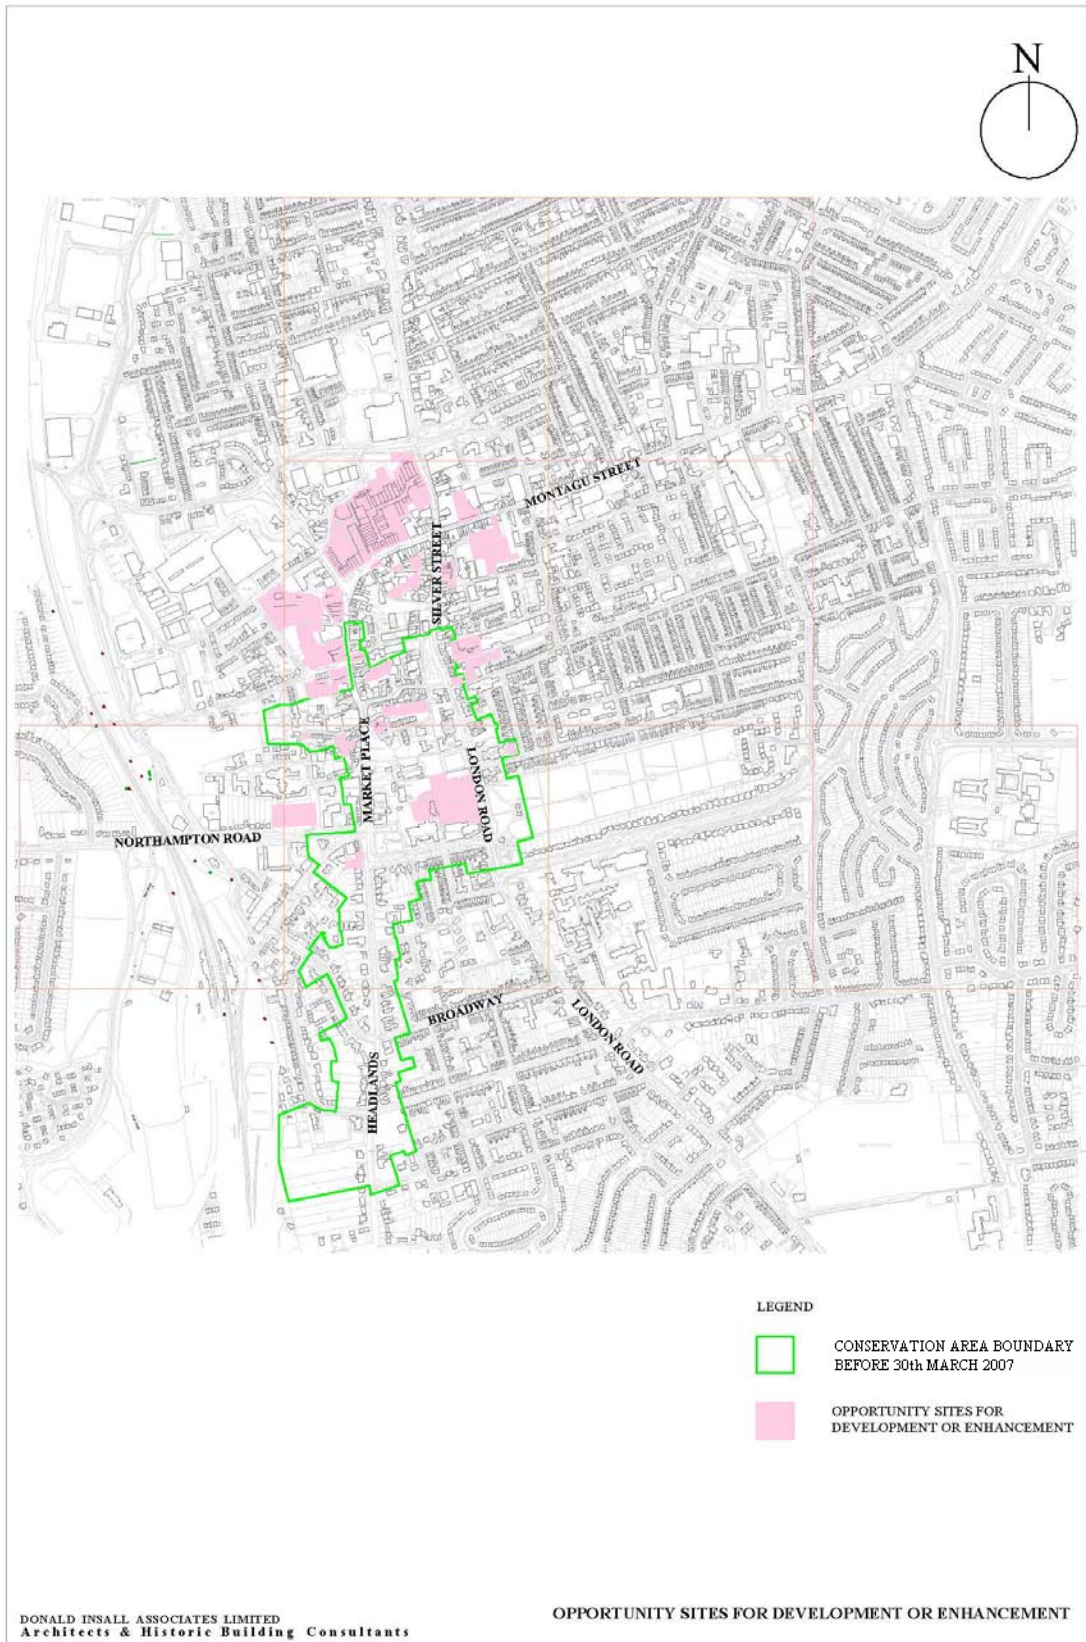 N
MONTAGU STREET
SILVER STREET
MARKET PLACE
LONDON ROAD
NORTHAMPTON ROAD
BROADWAY
LONDON ROAD
HEADLANDS
LEGEND
CONSERVATION AREA BOUNDARY
BEFORE 30th MARCH 2007
OPPORTUNITY SITES FOR
DEVELOPMENT OR ENHANCEMENT
DONALD INSALL ASSOCIATES LIMITED
Architects & Historic Building Consultants
OPPORTUNITY SITES FOR DEVELOPMENT OR ENHANCEMENT